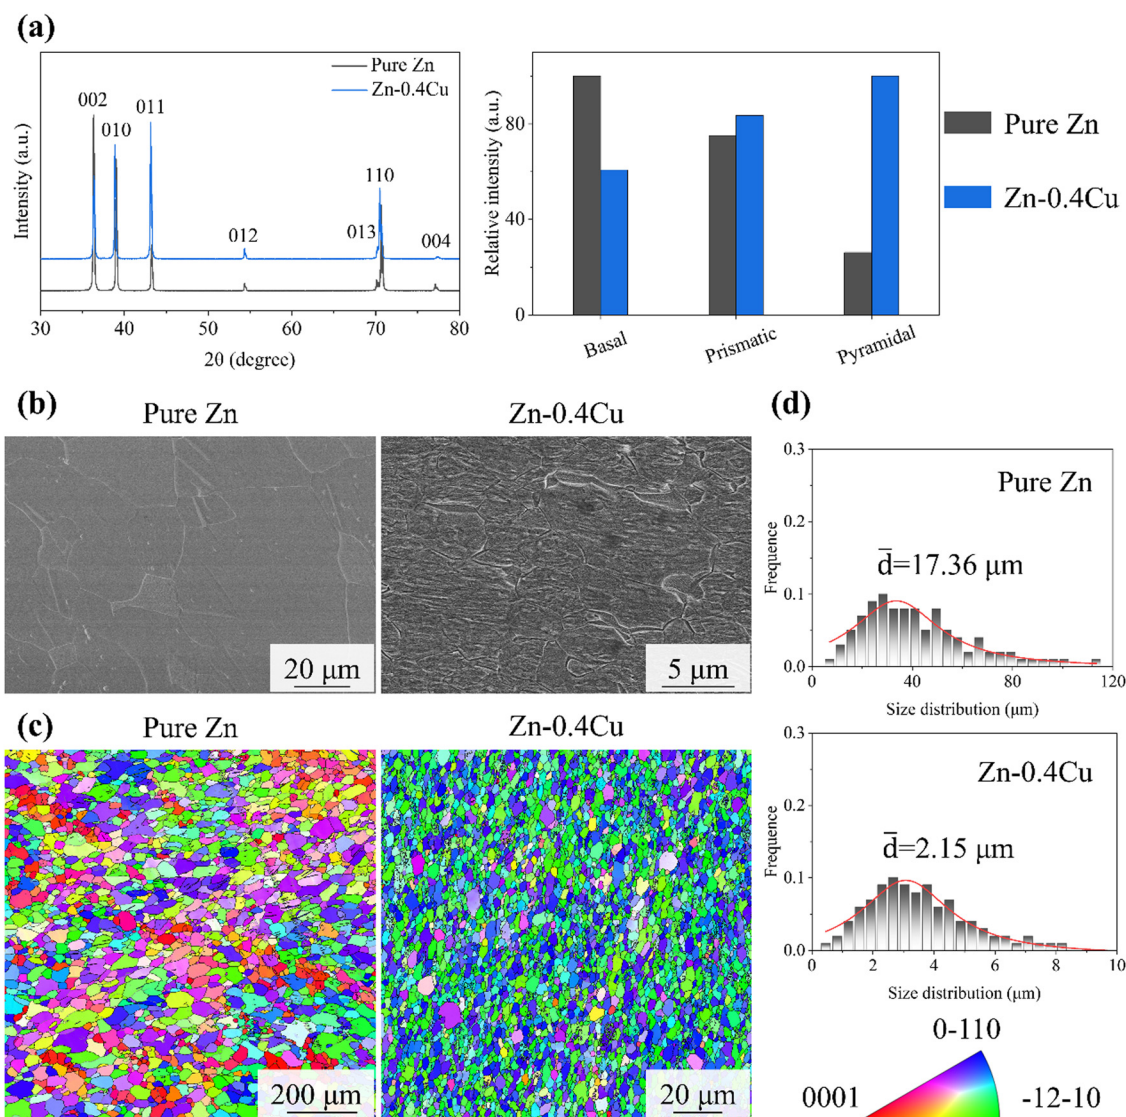 (a)
Pure Zn
Zn-0.4Cu
002
010
011
012
013
110
004
Intensity (a.u.)
30 40 50 60 70 80
2θ (degree)
Relative intensity (a.u.)
80
40
0
Basal Prismatic Pyramidal
Pure Zn
Zn-0.4Cu
(b)
Pure Zn
Zn-0.4Cu
20 μm
5 μm
(c)
Pure Zn
Zn-0.4Cu
200 μm
20 μm
(d)
Pure Zn
d̅=17.36 μm
Frequence
0.3
0.2
0.1
0.0
0 40 80 120
Size distribution (μm)
Zn-0.4Cu
d̅=2.15 μm
Frequence
0.3
0.2
0.1
0.0
0 2 4 6 8 10
Size distribution (μm)
0-110
0001
-12-10